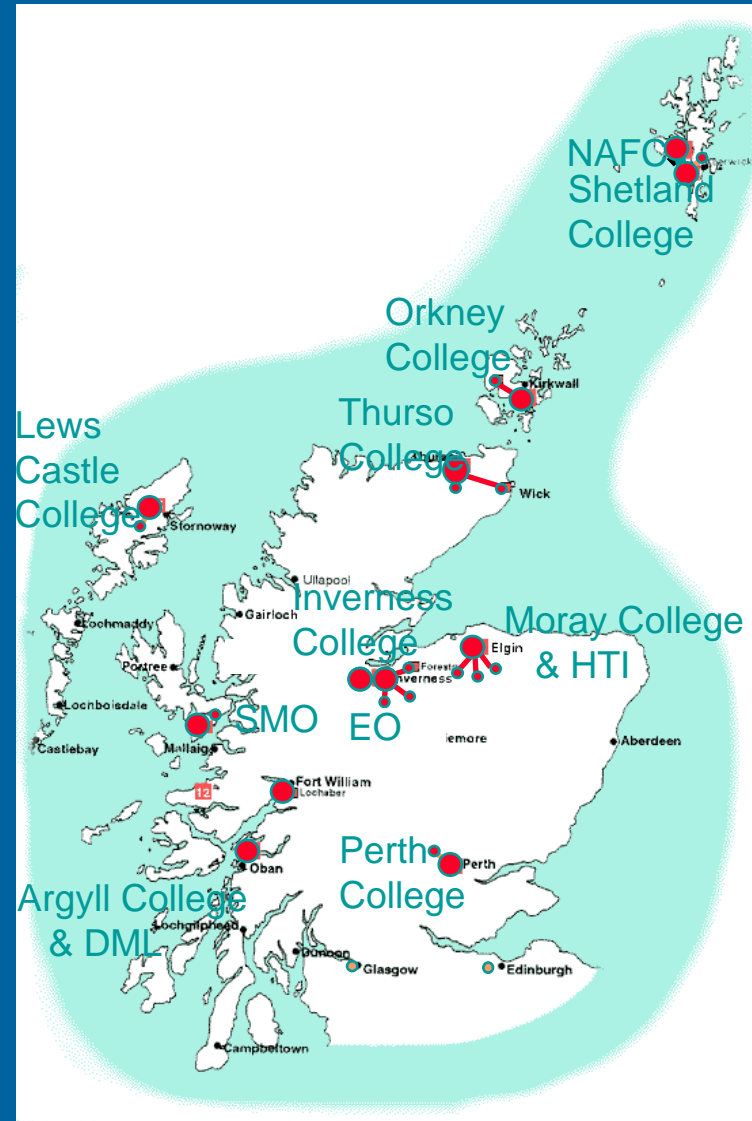 NAFC
Shetland
College
Orkney
College
Kirkwall
Thurso
College
Wick
Lews
Castle
College
Stornoway
Ullapool
Gairloch
Inverness
College
Moray College
& HTI
Elgin
Lochmaddy
Portree
Inverness
Lochboisdale
SMO
EO
Castlebay
Mallaig
iemore
Aberdeen
Fort William
Lochaber
12
Oban
Perth
College
Perth
Argyll College
& DML
Lochgilphead
Dunoon
Glasgow
Edinburgh
Campbeltown